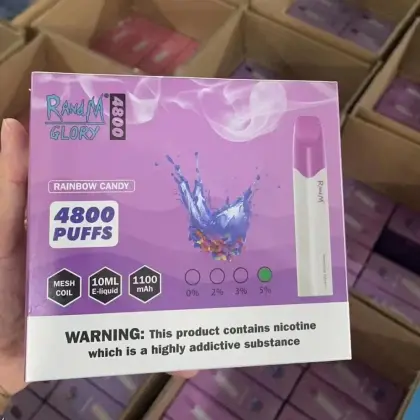 RandM
GLORY
4800
RAINBOW CANDY
4800
PUFFS
MESH
COIL
10ML
E-liquid
1100
mAh
0%
2%
3%
5%
RandM
WARNING: This product contains nicotine
which is a highly addictive substance